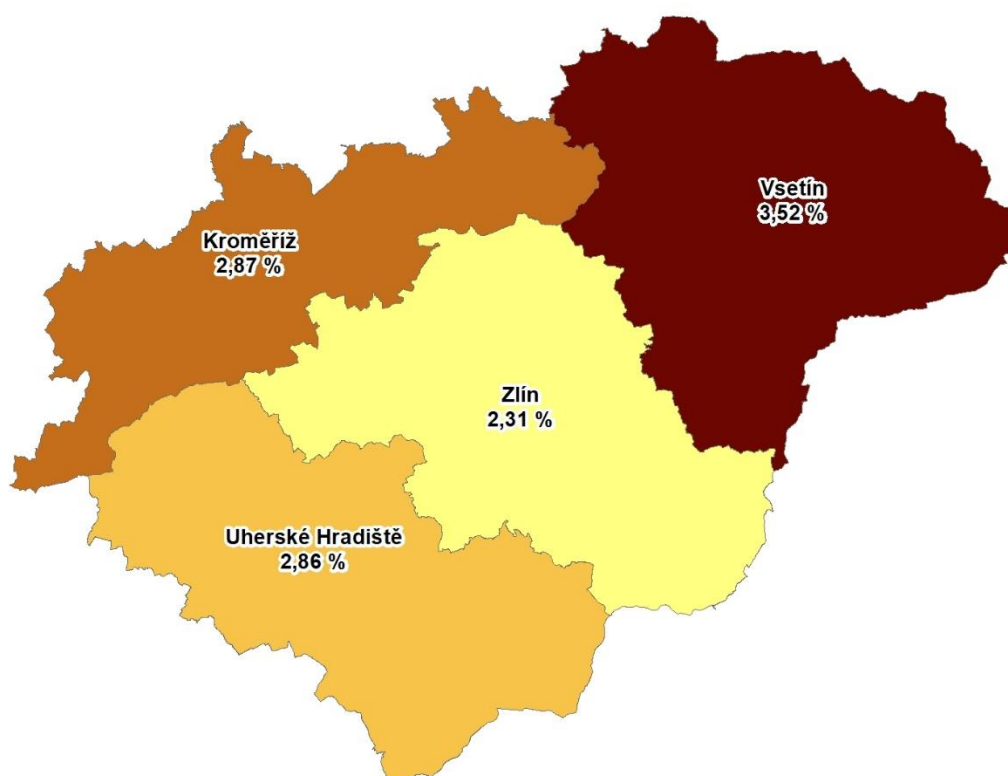 Vsetín
3,52 %
Kroměříž
2,87 %
Zlín
2,31 %
Uherské Hradiště
2,86 %